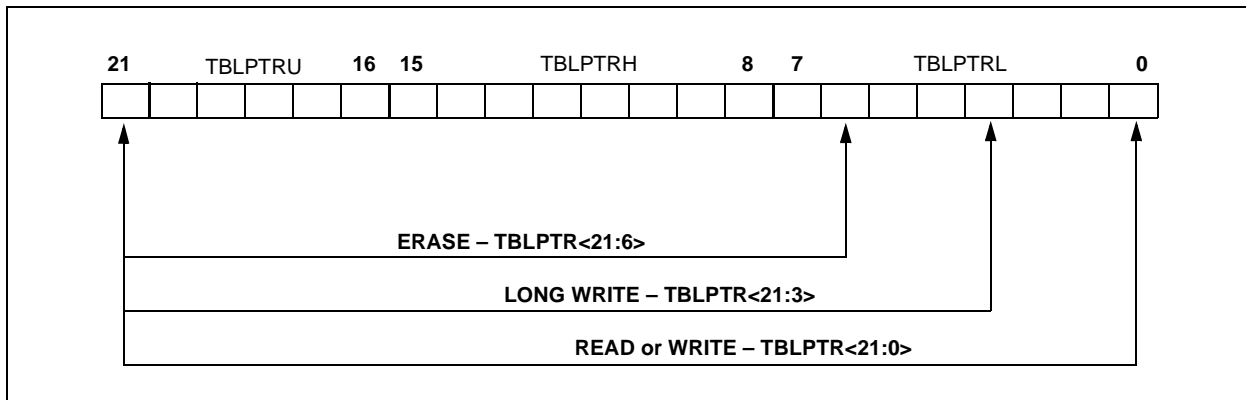 21 TBLPTRU 16 15 TBLPTRH 8 7 TBLPTRL 0
ERASE – TBLPTR<21:6>
LONG WRITE – TBLPTR<21:3>
READ or WRITE – TBLPTR<21:0>